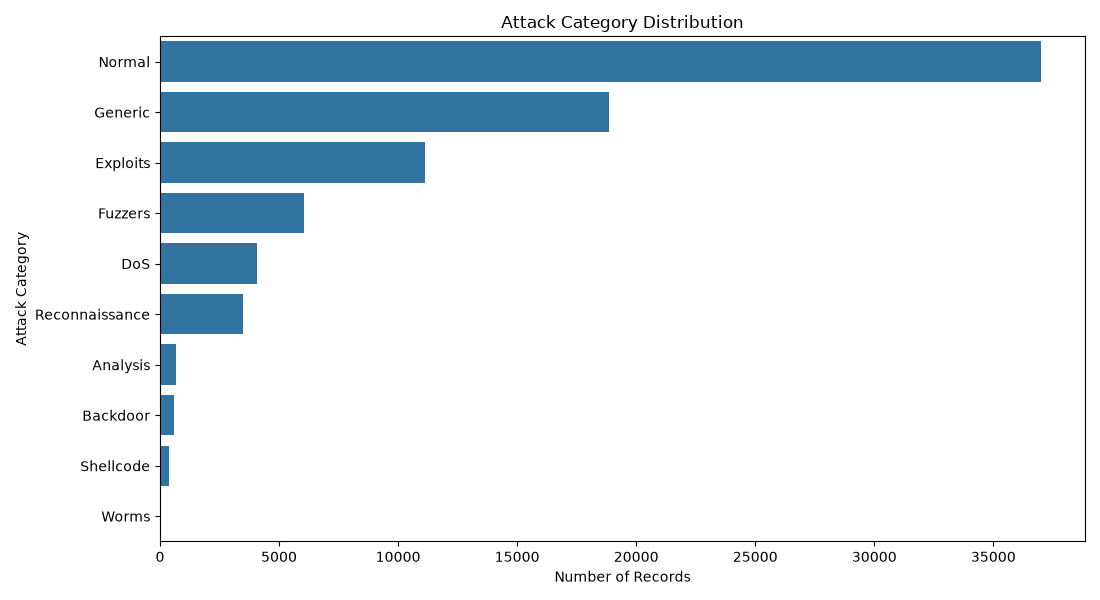 Attack Category Distribution
Attack Category
Normal
Generic
Exploits
Fuzzers
DoS
Reconnaissance
Analysis
Backdoor
Shellcode
Worms
0 5000 10000 15000 20000 25000 30000 35000
Number of Records